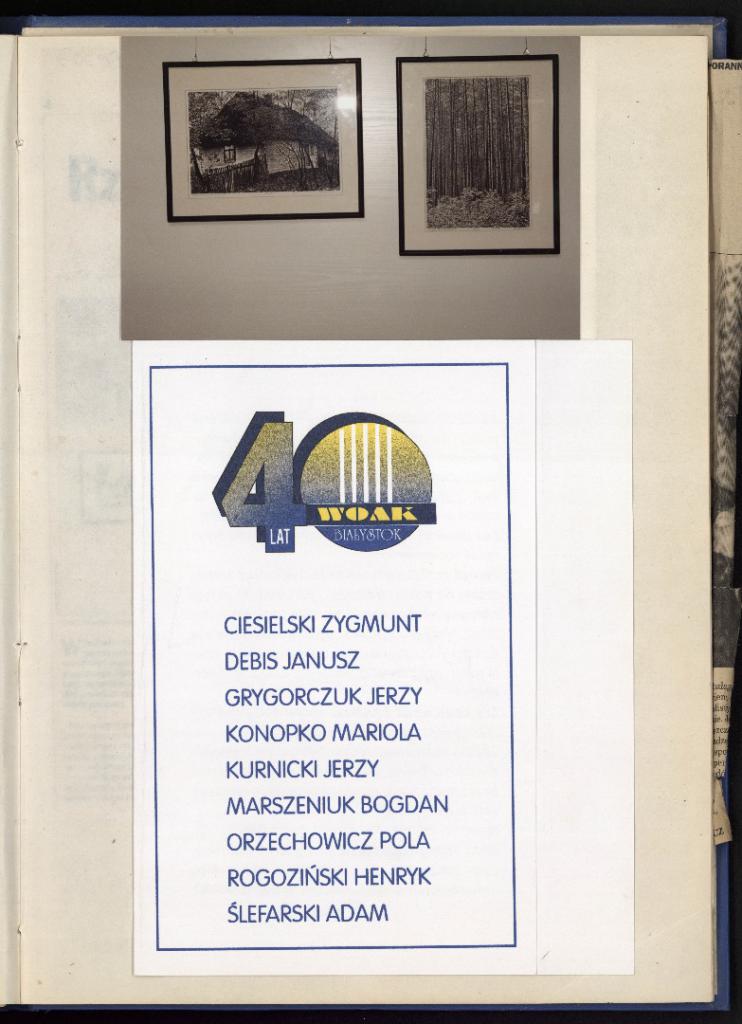 ORANN
40
LAT
WOAK
BIAŁYSTOK
CIESIELSKI ZYGMUNT
DEBIS JANUSZ
GRYGORCZUK JERZY
KONOPKO MARIOLA
KURNICKI JERZY
MARSZENIUK BOGDAN
ORZECHOWICZ POLA
ROGOZIŃSKI HENRYK
ŚLEFARSKI ADAM